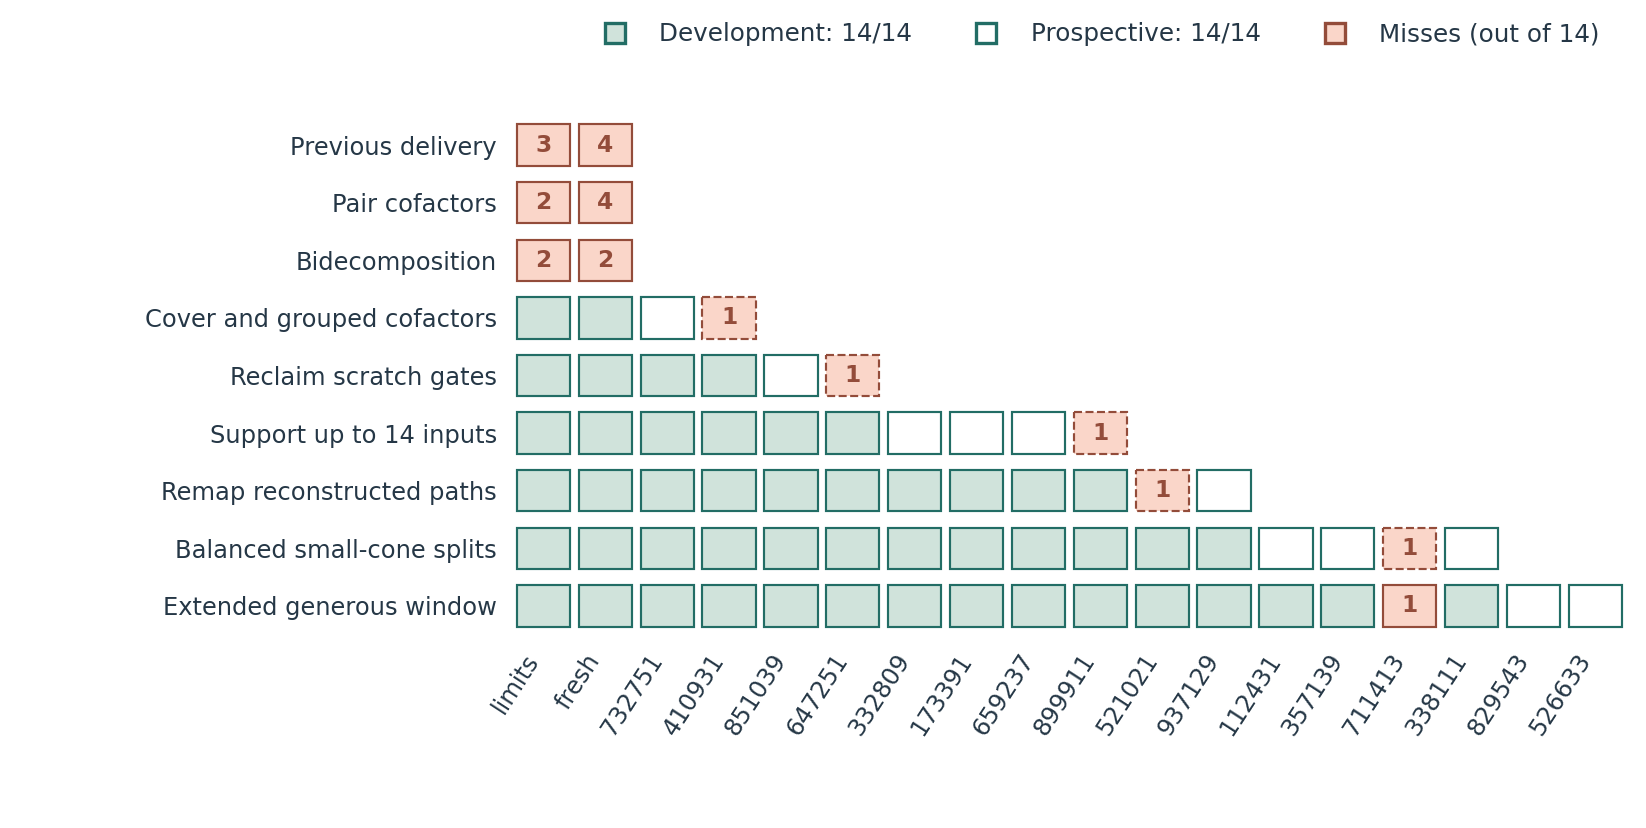 Development: 14/14 Prospective: 14/14 Misses (out of 14)
Previous delivery 3 4
Pair cofactors 2 4
Bidecomposition 2 2
Cover and grouped cofactors 1
Reclaim scratch gates 1
Support up to 14 inputs 1
Remap reconstructed paths 1
Balanced small-cone splits 1
Extended generous window 1
limits fresh 732751 410931 851039 647251 332809 173391 659237 899911 521021 937129 112431 357139 711413 338111 829543 526633